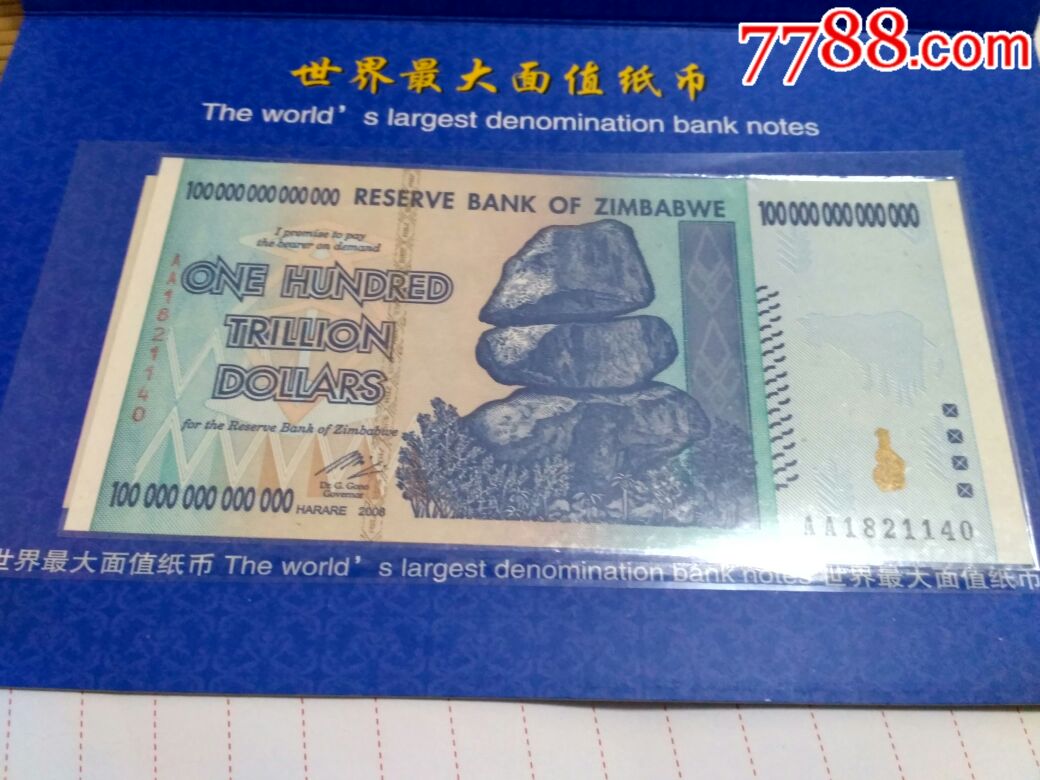 7788.com
世界最大面值纸币
The world's largest denomination bank notes
100 000 000 000 000 RESERVE BANK OF ZIMBABWE 100 000 000 000 000
I promise to pay
the bearer on demand
ONE HUNDRED
TRILLION
DOLLARS
AA1821140
for the Reserve Bank of Zimbabwe
Dr. G. Gono
Governor
100 000 000 000 000 HARARE 2008
AA1821140
世界最大面值纸币 The world's largest denomination bank notes 世界最大面值纸币